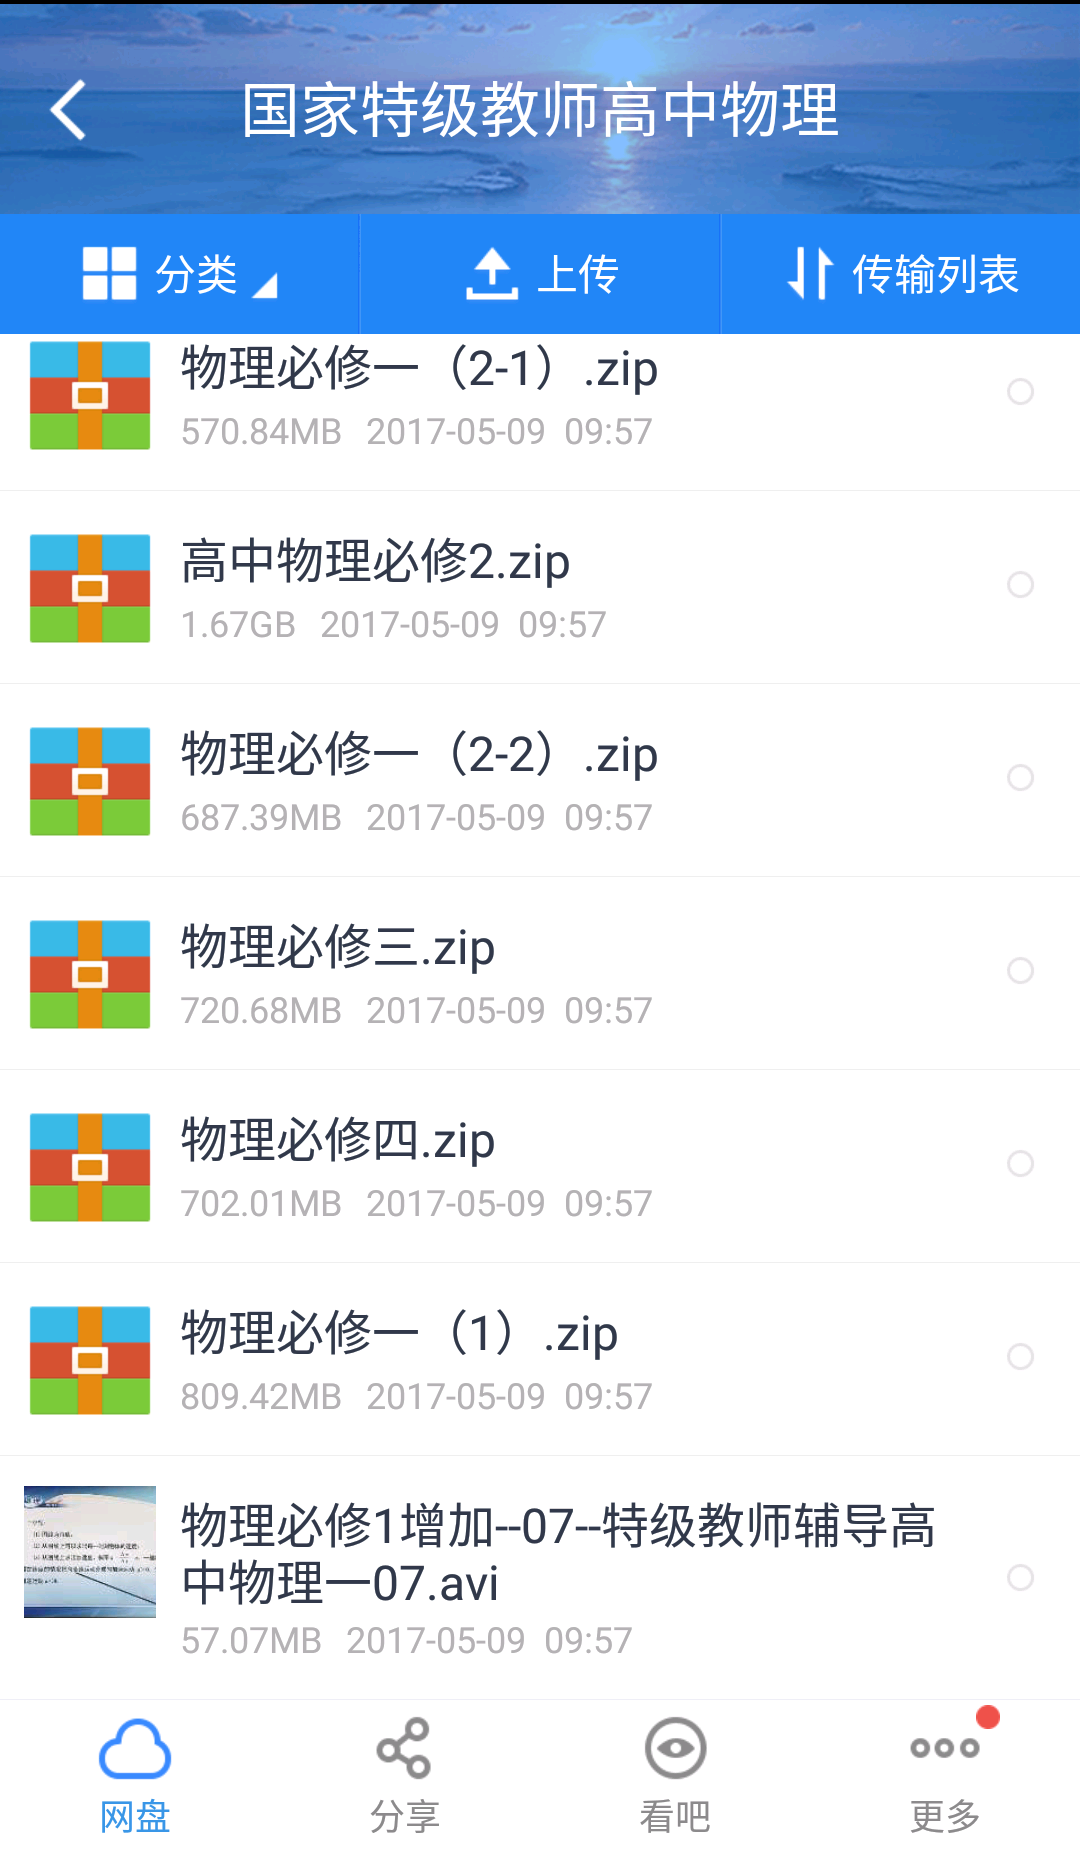 国家特级教师高中物理
分类
上传
传输列表
物理必修一（2-1）.zip
570.84MB 2017-05-09 09:57
高中物理必修2.zip
1.67GB 2017-05-09 09:57
物理必修一（2-2）.zip
687.39MB 2017-05-09 09:57
物理必修三.zip
720.68MB 2017-05-09 09:57
物理必修四.zip
702.01MB 2017-05-09 09:57
物理必修一（1）.zip
809.42MB 2017-05-09 09:57
物理必修1增加--07--特级教师辅导高
中物理一07.avi
57.07MB 2017-05-09 09:57
网盘
分享
看吧
更多